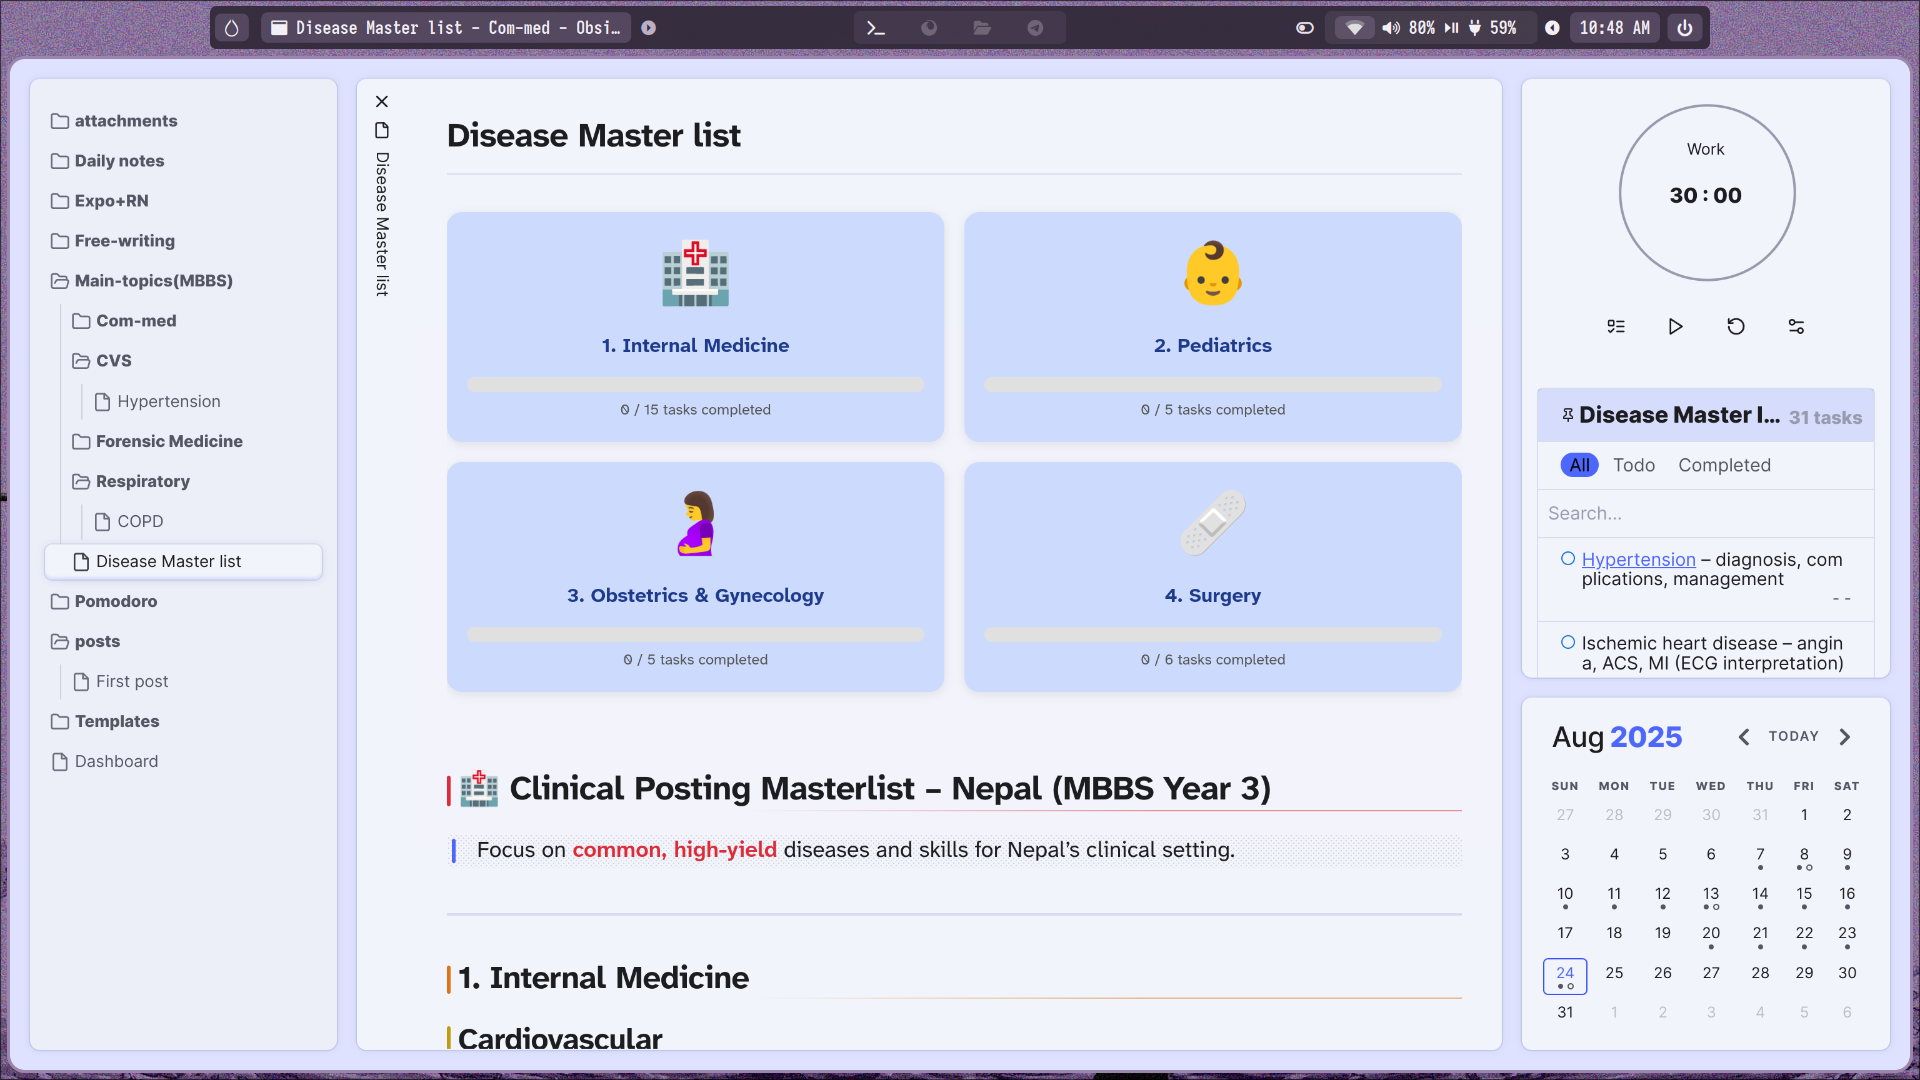 Disease Master list - Com-med - Obsi…
80%
59%
10:48 AM
attachments
Daily notes
Expo+RN
Free-writing
Main-topics(MBBS)
Com-med
CVS
Hypertension
Forensic Medicine
Respiratory
COPD
Disease Master list
Pomodoro
posts
First post
Templates
Dashboard
Disease Master list
Disease Master list
1. Internal Medicine
0 / 15 tasks completed
2. Pediatrics
0 / 5 tasks completed
3. Obstetrics & Gynecology
0 / 5 tasks completed
4. Surgery
0 / 6 tasks completed
Clinical Posting Masterlist – Nepal (MBBS Year 3)
Focus on common, high-yield diseases and skills for Nepal’s clinical setting.
1. Internal Medicine
Cardiovascular
Work
30 : 00
Disease Master l... 31 tasks
All Todo Completed
Search...
Hypertension – diagnosis, com
plications, management
- -
Ischemic heart disease – angin
a, ACS, MI (ECG interpretation)
Aug 2025
TODAY
SUN MON TUE WED THU FRI SAT
27 28 29 30 31 1 2
3 4 5 6 7 8 9
10 11 12 13 14 15 16
17 18 19 20 21 22 23
24 25 26 27 28 29 30
31 1 2 3 4 5 6